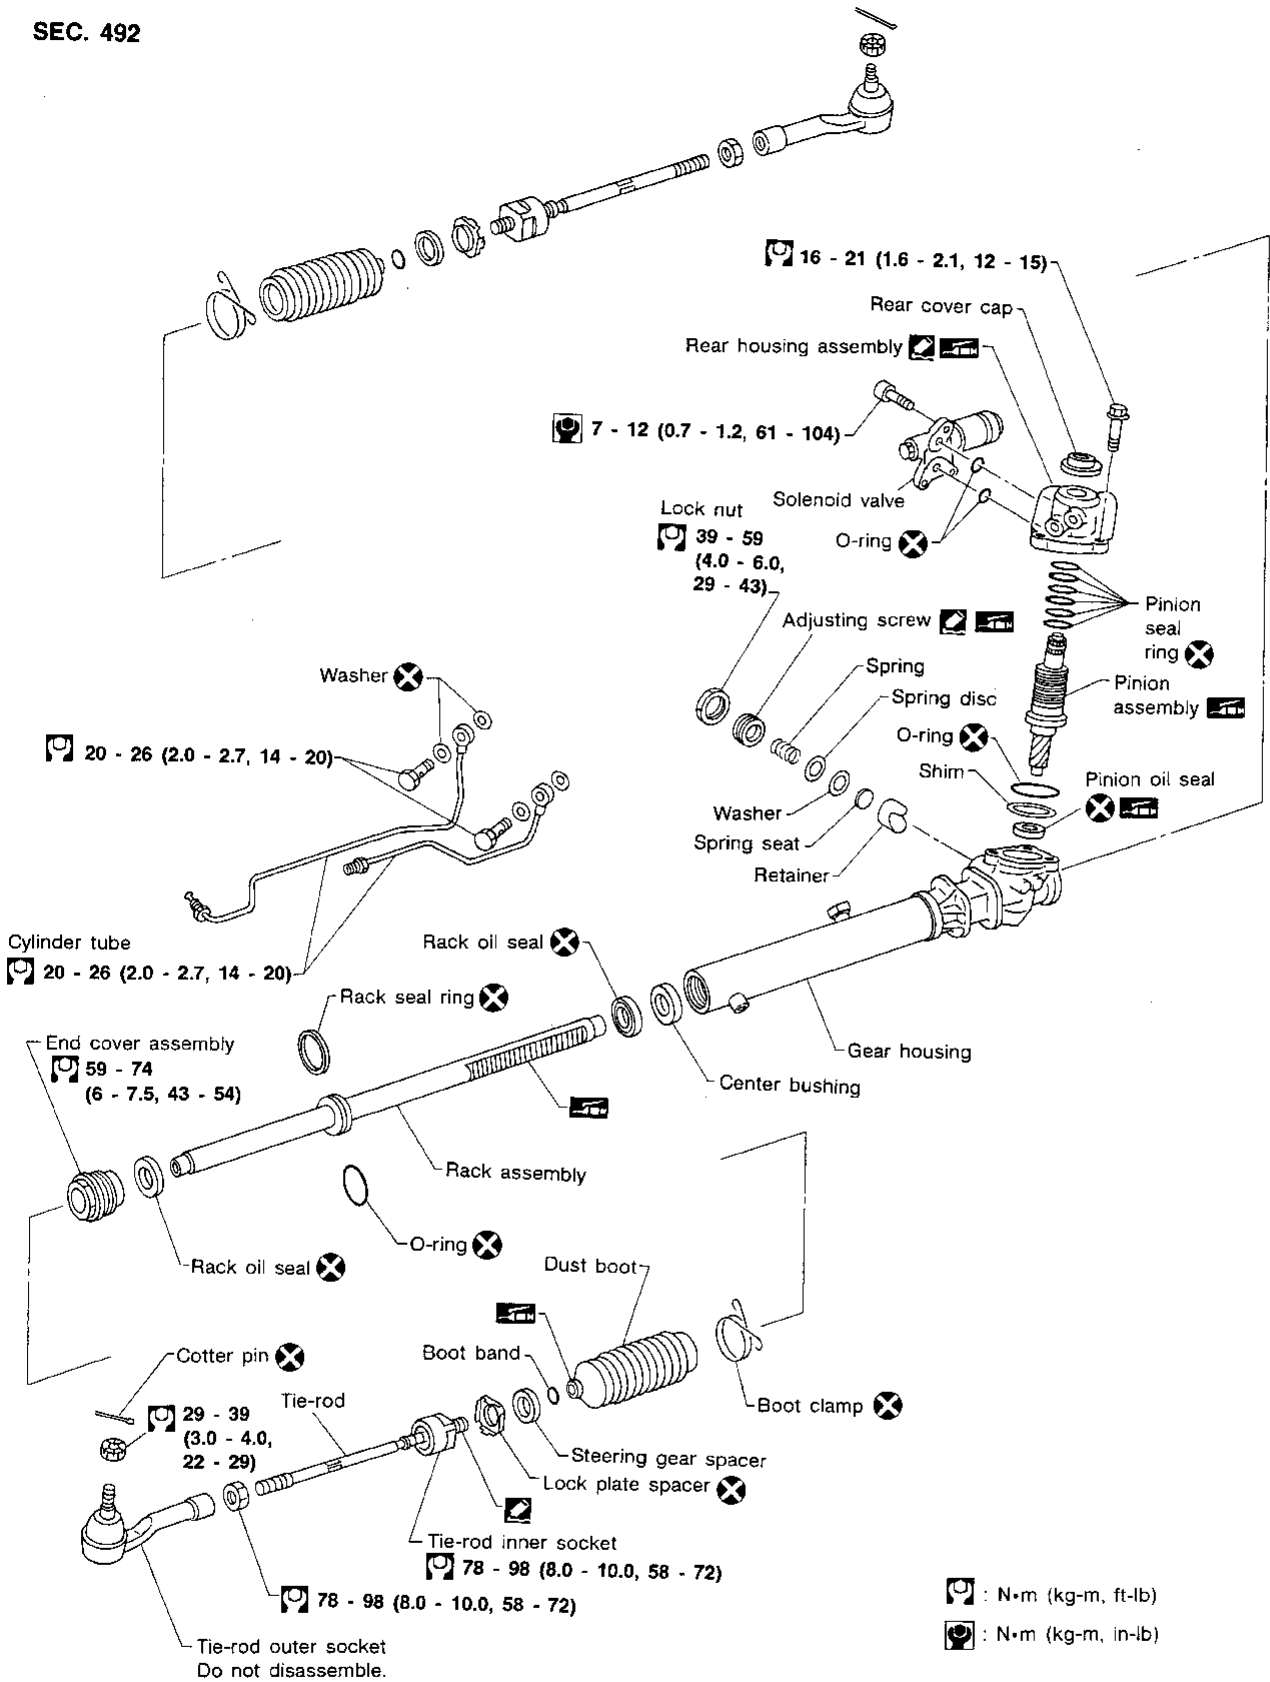 SEC. 492
16 - 21 (1.6 - 2.1, 12 - 15)
Rear cover cap
Rear housing assembly
7 - 12 (0.7 - 1.2, 61 - 104)
Solenoid valve
Lock nut
39 - 59
(4.0 - 6.0,
29 - 43)
O-ring
Pinion
seal
ring
Adjusting screw
Spring
Washer
Pinion
assembly
Spring disc
O-ring
20 - 26 (2.0 - 2.7, 14 - 20)
Shim
Pinion oil seal
Washer
Spring seat
Retainer
Cylinder tube
20 - 26 (2.0 - 2.7, 14 - 20)
Rack oil seal
Rack seal ring
End cover assembly
59 - 74
(6 - 7.5, 43 - 54)
Gear housing
Center bushing
Rack assembly
O-ring
Rack oil seal
Dust boot
Cotter pin
Boot band
29 - 39
(3.0 - 4.0,
22 - 29)
Tie-rod
Boot clamp
Steering gear spacer
Lock plate spacer
Tie-rod inner socket
78 - 98 (8.0 - 10.0, 58 - 72)
78 - 98 (8.0 - 10.0, 58 - 72)
: N•m (kg-m, ft-lb)
: N•m (kg-m, in-lb)
Tie-rod outer socket
Do not disassemble.